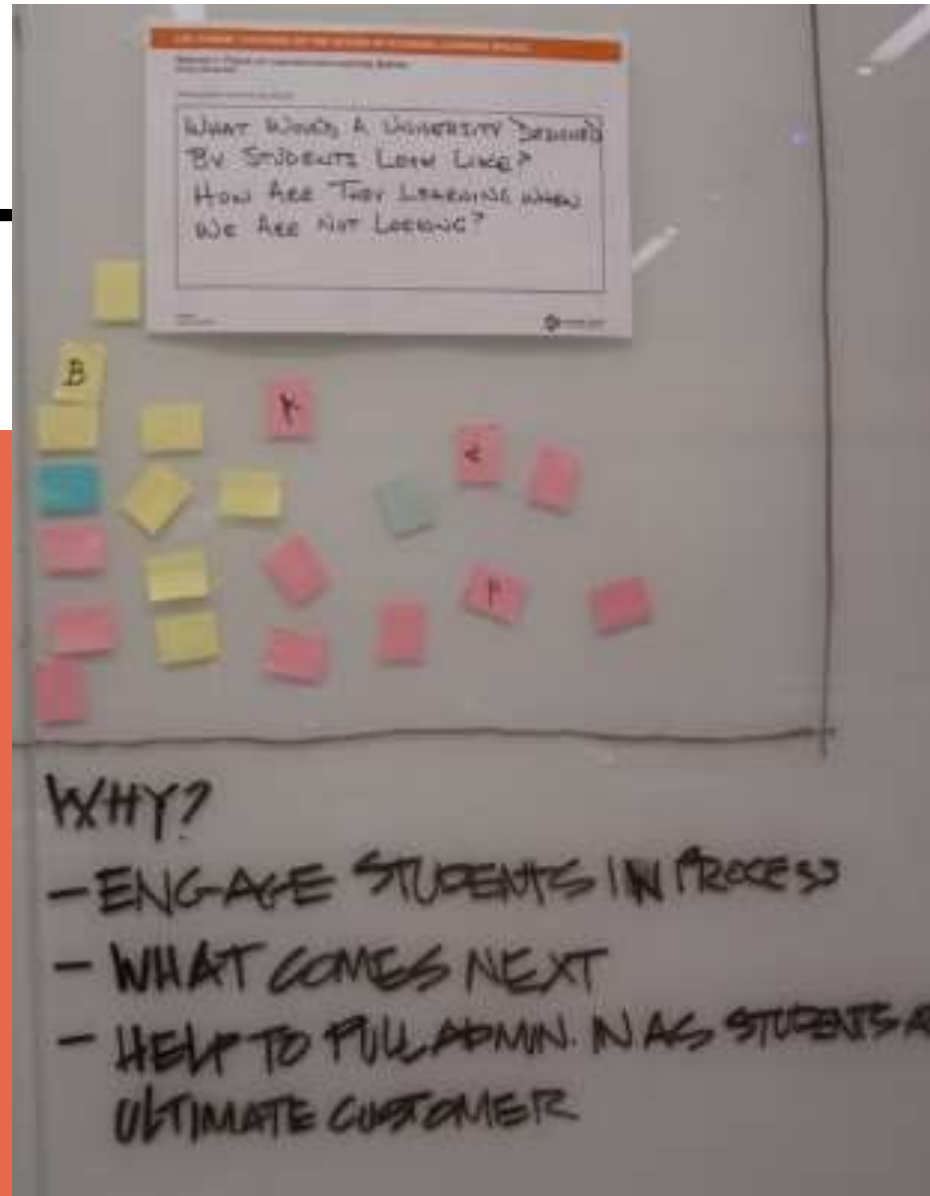 WHAT WOULD A UNIVERSITY DESIGNED
BY STUDENTS LOOK LIKE?
HOW ARE THEY LEARNING WHEN
WE ARE NOT LOOKING?
B
WHY?
- ENGAGE STUDENTS IN PROCESS
- WHAT COMES NEXT
- HELP TO PULL ADMIN. IN AS STUDENTS
ULTIMATE CUSTOMER